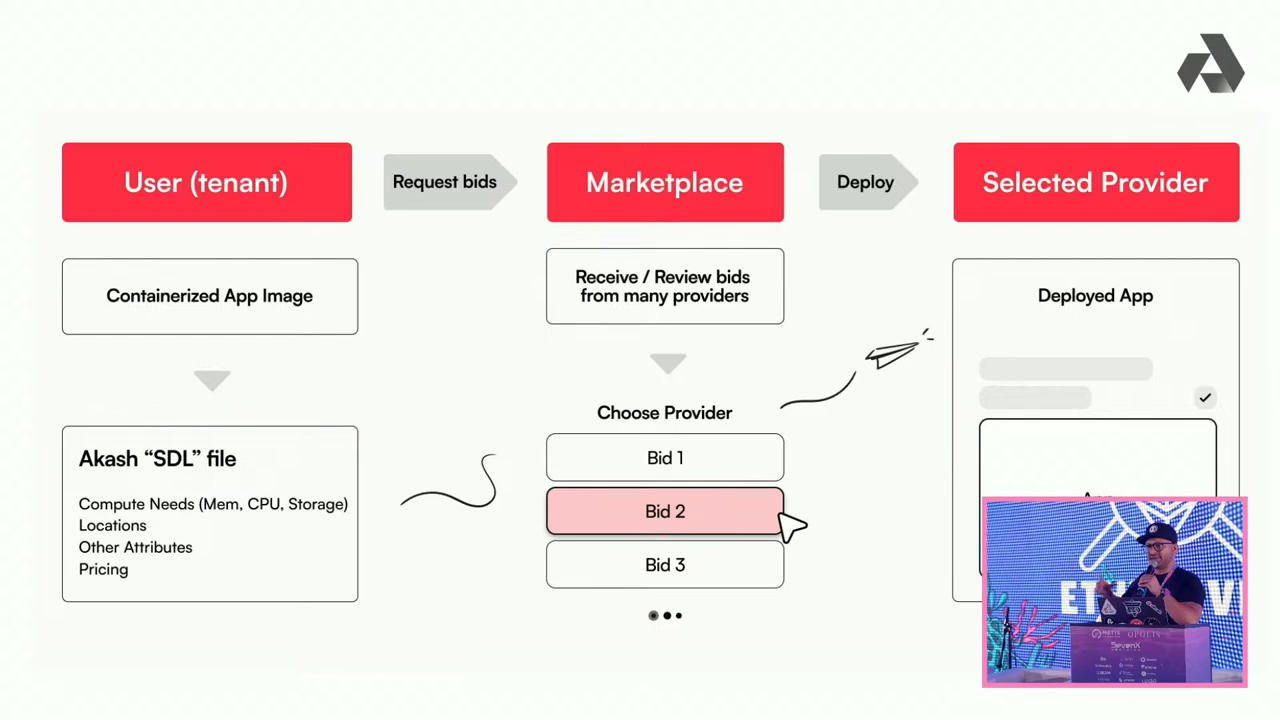 User (tenant)
Request bids
Marketplace
Deploy
Selected Provider
Containerized App Image
Receive / Review bids
from many providers
Deployed App
Choose Provider
Akash “SDL” file
Compute Needs (Mem, CPU, Storage)
Locations
Other Attributes
Pricing
Bid 1
Bid 2
Bid 3
OPOLIS
SevenX